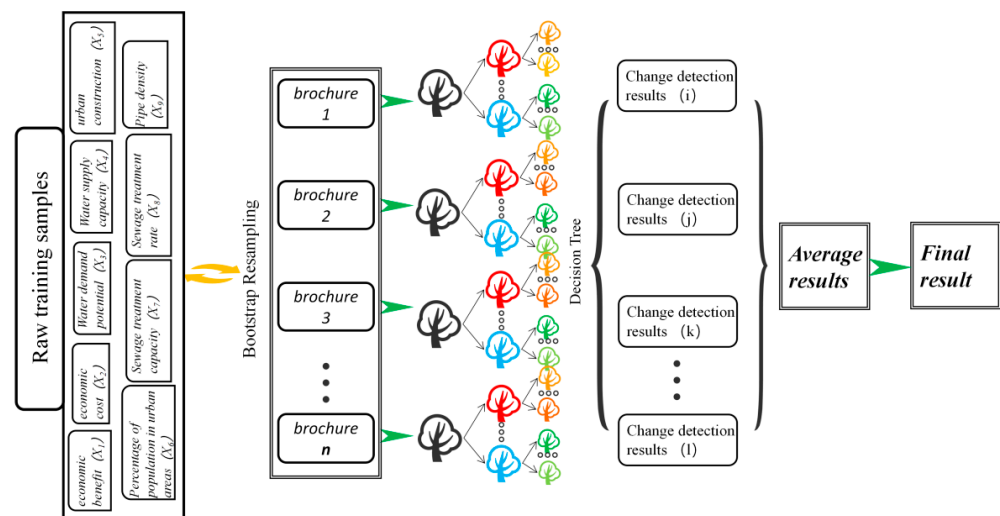 Raw training samples
urban
construction (X₅)
Water supply
capacity (X₄)
Water demand
potential (X₃)
economic
cost (X₂)
economic
benefit (X₁)
Pipe density
(X₉)
Sewage treatment
rate (X₈)
Sewage treatment
capacity (X₇)
Percentage of
population in urban
areas (X₆)
Bootstrap Resampling
brochure
1
brochure
2
brochure
3
brochure
n
Decision Tree
Change detection
results (i)
Change detection
results (j)
Change detection
results (k)
Change detection
results (l)
Average
results
Final
result